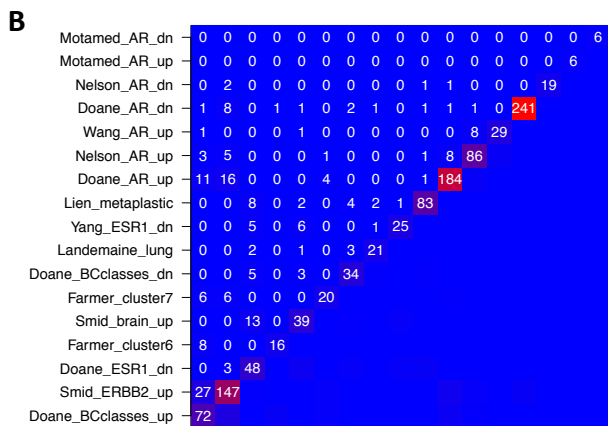 B
Motamed_AR_dn 0 0 0 0 0 0 0 0 0 0 0 0 0 0 0 0 6
Motamed_AR_up 0 0 0 0 0 0 0 0 0 0 0 0 0 0 0 6
Nelson_AR_dn 0 2 0 0 0 0 0 0 0 1 1 0 0 0 19
Doane_AR_dn 1 8 0 1 1 0 2 1 0 1 1 1 0 241
Wang_AR_up 1 0 0 0 1 0 0 0 0 0 0 8 29
Nelson_AR_up 3 5 0 0 0 1 0 0 0 1 8 86
Doane_AR_up 11 16 0 0 0 4 0 0 0 1 184
Lien_metaplastic 0 0 8 0 2 0 4 2 1 83
Yang_ESR1_dn 0 0 5 0 6 0 0 1 25
Landemaine_lung 0 0 2 0 1 0 3 21
Doane_BCclasses_dn 0 0 5 0 3 0 34
Farmer_cluster7 6 6 0 0 0 20
Smid_brain_up 0 0 13 0 39
Farmer_cluster6 8 0 0 16
Doane_ESR1_dn 0 3 48
Smid_ERBB2_up 27 147
Doane_BCclasses_up 72